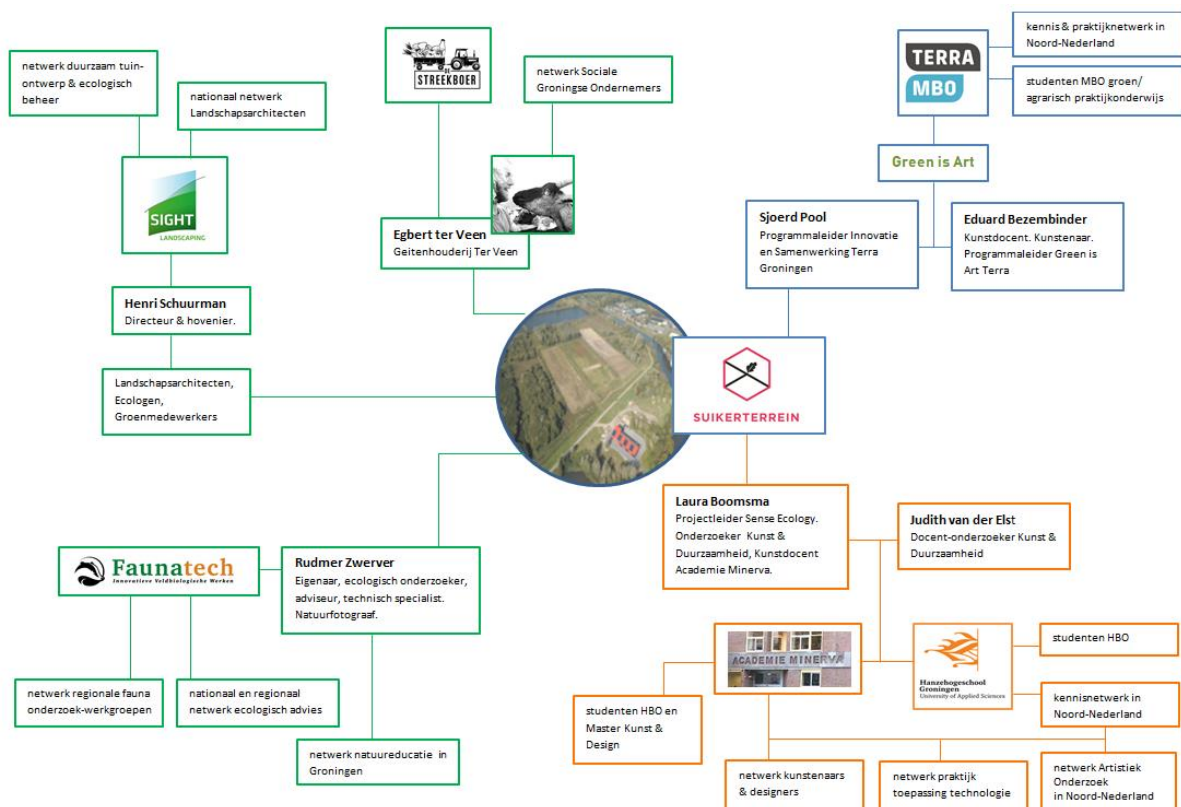 netwerk duurzaam tuin-
ontwerp & ecologisch
beheer
nationaal netwerk
Landschapsarchitecten
SIGHT
LANDSCAPING
Henri Schuurman
Directeur & hovenier.
Landschapsarchitecten,
Ecologen,
Groenmedewerkers
STREEKBOER
netwerk Sociale
Groningse Ondernemers
Egbert ter Veen
Geitenhouderij Ter Veen
TERRA
MBO
kennis & praktijknetwerk in
Noord-Nederland
studenten MBO groen/
agrarisch praktijkonderwijs
Green is Art
Sjoerd Pool
Programmaleider Innovatie
en Samenwerking Terra
Groningen
Eduard Bezembinder
Kunstdocent. Kunstenaar.
Programmaleider Green is
Art Terra
SUIKERTERREIN
Laura Boomsma
Projectleider Sense Ecology.
Onderzoeker Kunst &
Duurzaamheid, Kunstdocent
Academie Minerva.
Judith van der Elst
Docent-onderzoeker Kunst &
Duurzaamheid
Faunatech
Innovatieve Veldbiologische Werken
Rudmer Zwerver
Eigenaar, ecologisch onderzoeker,
adviseur, technisch specialist.
Natuurfotograaf.
netwerk regionale fauna
onderzoek-werkgroepen
nationaal en regionaal
netwerk ecologisch advies
netwerk natuureducatie in
Groningen
ACADEMIE MINERVA
Hanzehogeschool
Groningen
University of Applied Sciences
studenten HBO
kennisnetwerk in
Noord-Nederland
studenten HBO en
Master Kunst &
Design
netwerk kunstenaars
& designers
netwerk praktijk
toepassing technologie
netwerk Artistiek
Onderzoek
in Noord-Nederland